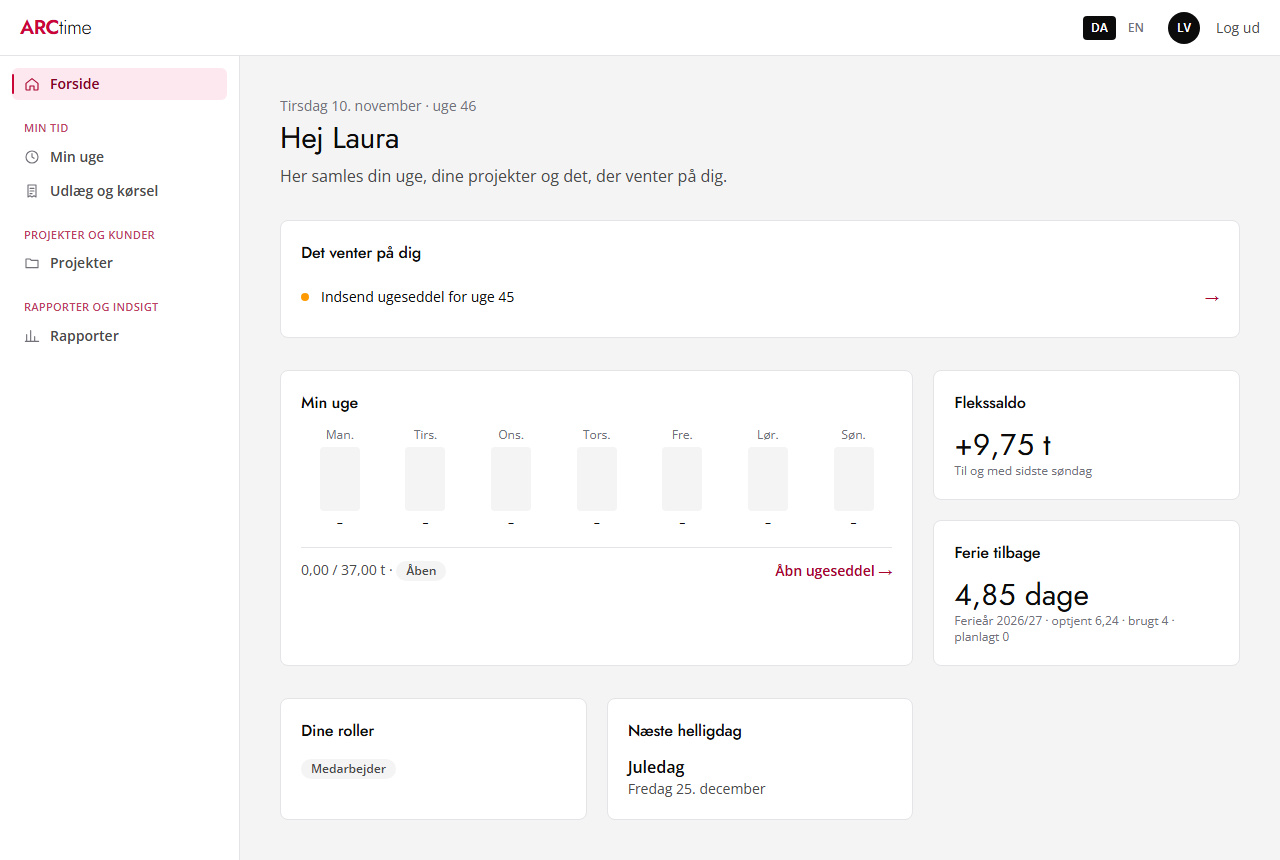 ARCtime
DA EN LV Log ud
Forside
MIN TID
Min uge
Udlæg og kørsel
PROJEKTER OG KUNDER
Projekter
RAPPORTER OG INDSIGT
Rapporter
Tirsdag 10. november · uge 46
Hej Laura
Her samles din uge, dine projekter og det, der venter på dig.
Det venter på dig
Indsend ugeseddel for uge 45 →
Min uge
Man. Tirs. Ons. Tors. Fre. Lør. Søn.
– – – – – – –
0,00 / 37,00 t · Åben
Åbn ugeseddel →
Flekssaldo
+9,75 t
Til og med sidste søndag
Ferie tilbage
4,85 dage
Ferieår 2026/27 · optjent 6,24 · brugt 4 ·
planlagt 0
Dine roller
Medarbejder
Næste helligdag
Juledag
Fredag 25. december